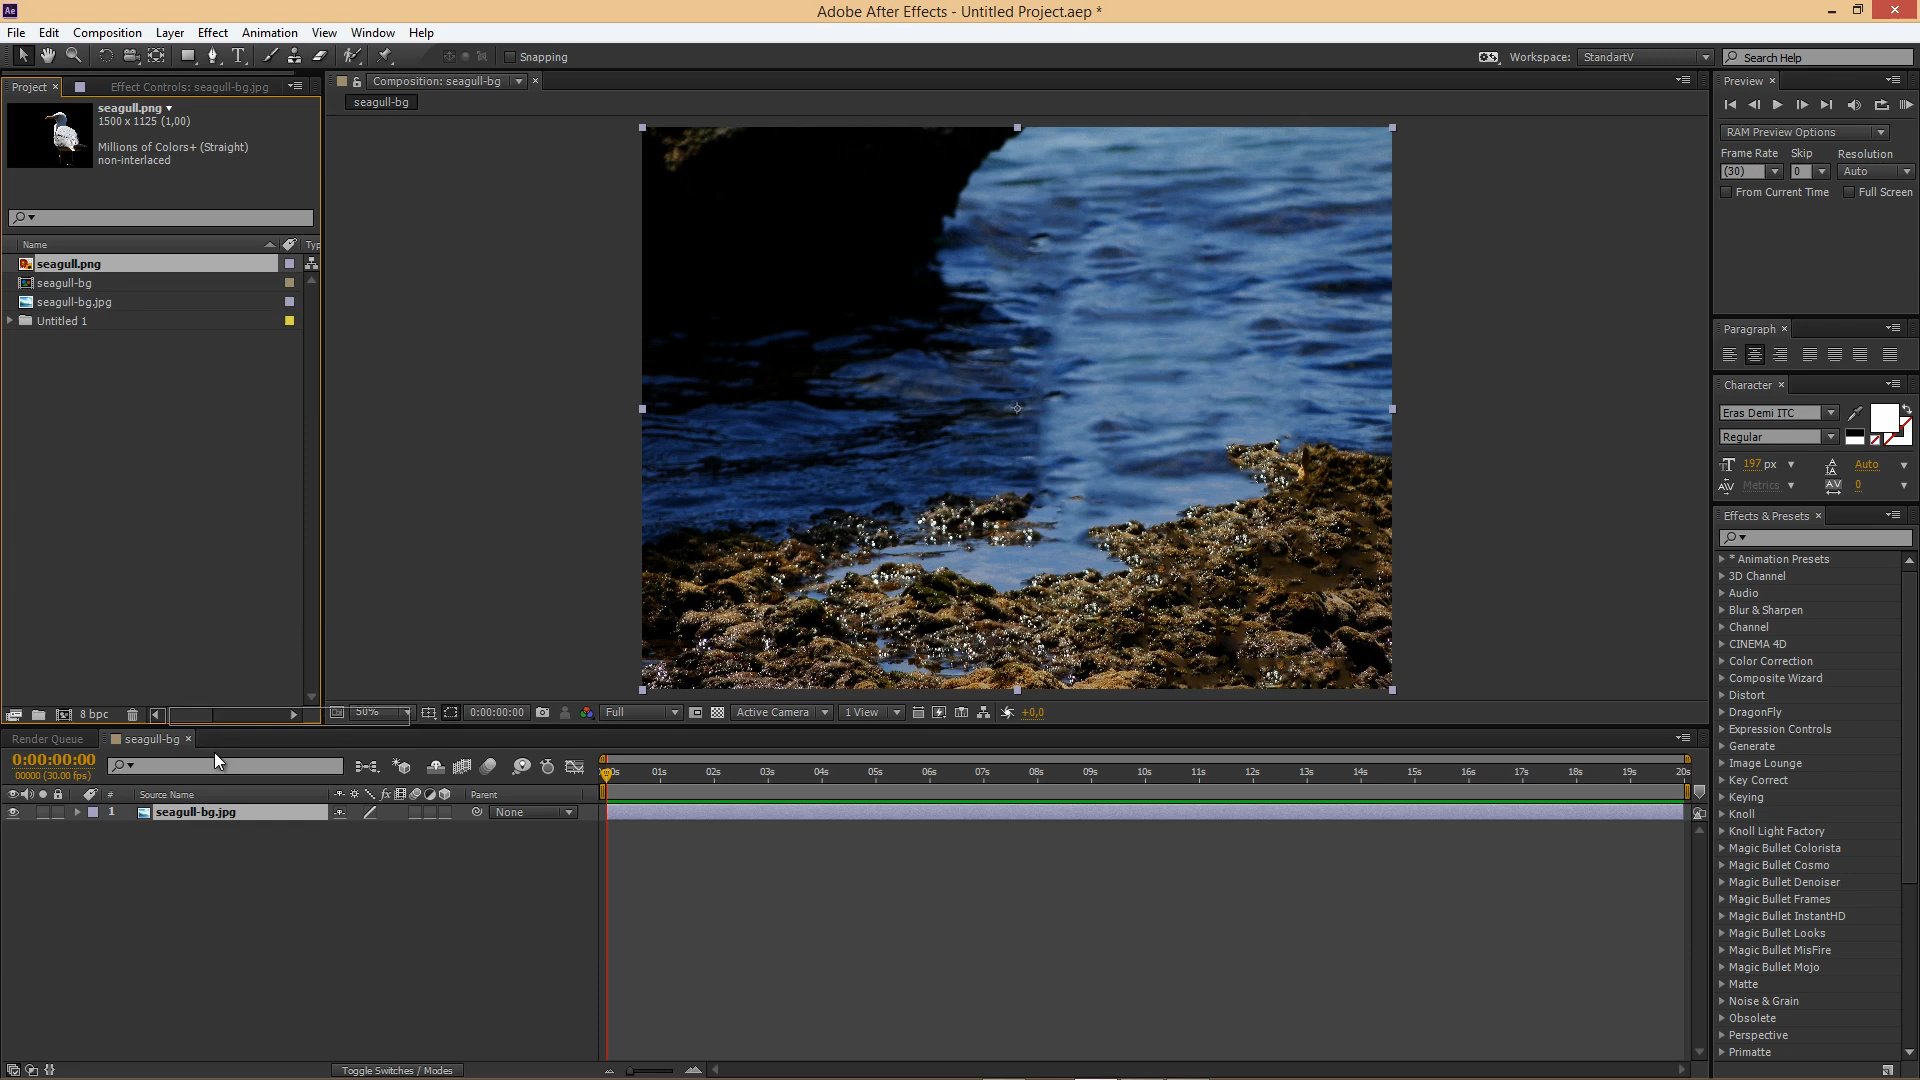 Ae
Adobe After Effects - Untitled Project.aep *
File Edit Composition Layer Effect Animation View Window Help
T Snapping
Workspace: StandartV Search Help
Project × Effect Controls: seagull-bg.jpg
Composition: seagull-bg ×
seagull-bg
seagull.png
1500 x 1125 (1,00)
Millions of Colors+ (Straight)
non-interlaced
Name Typ
seagull.png
seagull-bg
seagull-bg.jpg
Untitled 1
8 bpc
50% 0:00:00:00 Full Active Camera 1 View +0,0
Preview ×
RAM Preview Options
Frame Rate Skip Resolution
(30) 0 Auto
From Current Time Full Screen
Paragraph ×
Character ×
Eras Demi ITC
Regular
197 px Auto
Metrics 0
Effects & Presets ×
* Animation Presets
3D Channel
Audio
Blur & Sharpen
Channel
CINEMA 4D
Color Correction
Composite Wizard
Distort
DragonFly
Expression Controls
Generate
Image Lounge
Key Correct
Keying
Knoll
Knoll Light Factory
Magic Bullet Colorista
Magic Bullet Cosmo
Magic Bullet Denoiser
Magic Bullet Frames
Magic Bullet InstantHD
Magic Bullet Looks
Magic Bullet MisFire
Magic Bullet Mojo
Matte
Noise & Grain
Obsolete
Perspective
Primatte
Render Queue seagull-bg ×
0:00:00:00
00000 (30.00 fps)
01s 02s 03s 04s 05s 06s 07s 08s 09s 10s 11s 12s 13s 14s 15s 16s 17s 18s 19s 20s
# Source Name fx Parent
1 seagull-bg.jpg None
Toggle Switches / Modes